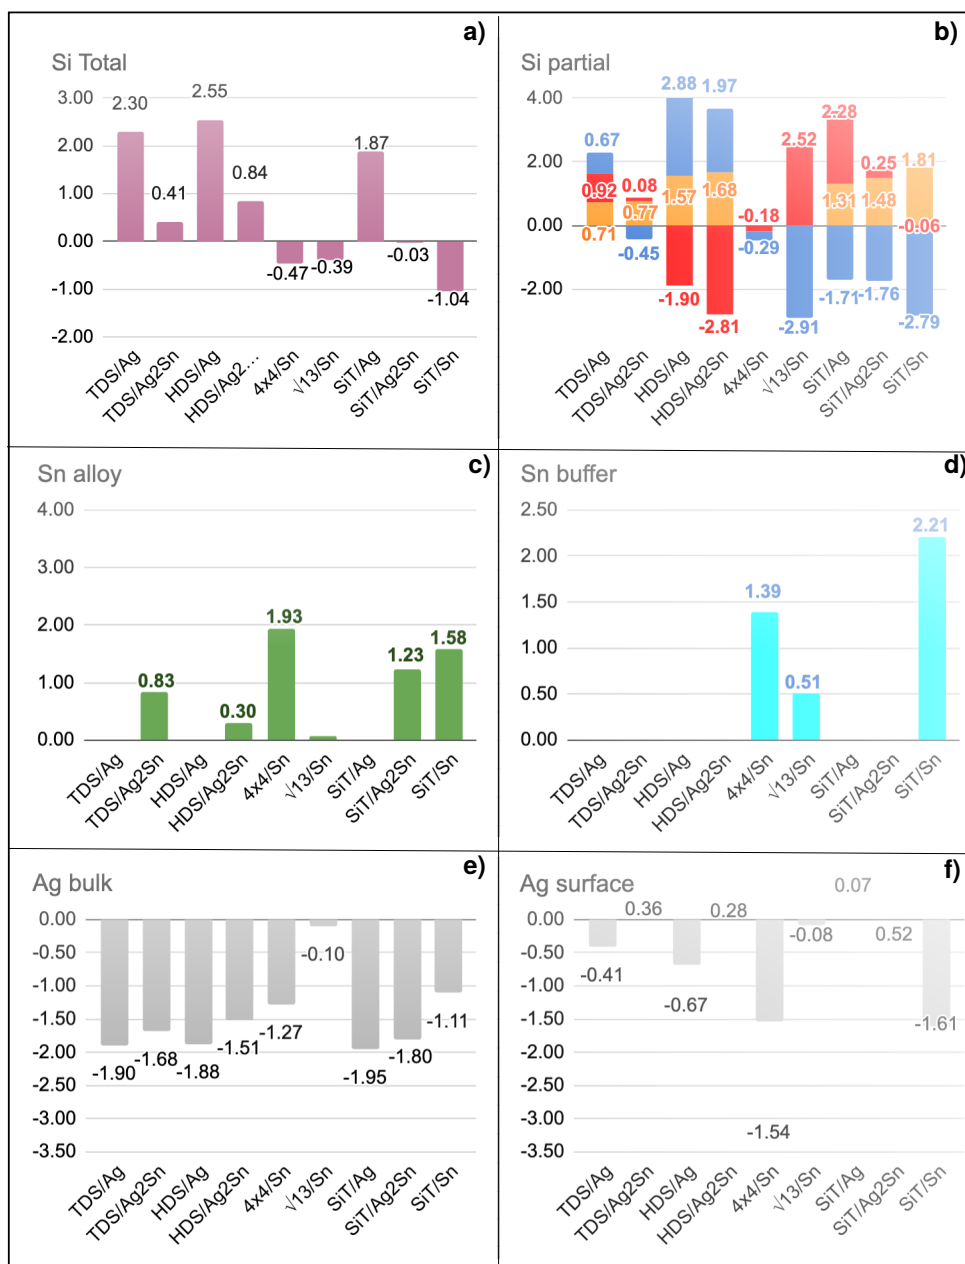 a)
Si Total
3.00
2.00
1.00
0.00
-1.00
-2.00
2.30
0.41
2.55
0.84
-0.47
-0.39
1.87
-0.03
-1.04
TDS/Ag
TDS/Ag2Sn
HDS/Ag
HDS/Ag2...
4x4/Sn
√13/Sn
SiT/Ag
SiT/Ag2Sn
SiT/Sn
b)
Si partial
4.00
2.00
0.00
-2.00
0.67
0.92
0.71
0.08
0.77
-0.45
2.88
1.57
-1.90
1.97
1.68
-2.81
-0.18
-0.29
2.52
-2.91
2.28
1.31
-1.71
0.25
1.48
-1.76
1.81
-0.06
-2.79
TDS/Ag
TDS/Ag2Sn
HDS/Ag
HDS/Ag2Sn
4x4/Sn
√13/Sn
SiT/Ag
SiT/Ag2Sn
SiT/Sn
c)
Sn alloy
4.00
3.00
2.00
1.00
0.00
0.83
0.30
1.93
1.23
1.58
TDS/Ag
TDS/Ag2Sn
HDS/Ag
HDS/Ag2Sn
4x4/Sn
√13/Sn
SiT/Ag
SiT/Ag2Sn
SiT/Sn
d)
Sn buffer
2.50
2.00
1.50
1.00
0.50
0.00
1.39
0.51
2.21
TDS/Ag
TDS/Ag2Sn
HDS/Ag
HDS/Ag2Sn
4x4/Sn
√13/Sn
SiT/Ag
SiT/Ag2Sn
SiT/Sn
e)
Ag bulk
0.00
-0.50
-1.00
-1.50
-2.00
-2.50
-3.00
-3.50
-1.90
-1.68
-1.88
-1.51
-1.27
-0.10
-1.95
-1.80
-1.11
TDS/Ag
TDS/Ag2Sn
HDS/Ag
HDS/Ag2Sn
4x4/Sn
√13/Sn
SiT/Ag
SiT/Ag2Sn
SiT/Sn
f)
Ag surface
0.00
-0.50
-1.00
-1.50
-2.00
-2.50
-3.00
-3.50
-0.41
0.36
-0.67
0.28
-1.54
-0.08
0.07
0.52
-1.61
TDS/Ag
TDS/Ag2Sn
HDS/Ag
HDS/Ag2Sn
4x4/Sn
√13/Sn
SiT/Ag
SiT/Ag2Sn
SiT/Sn